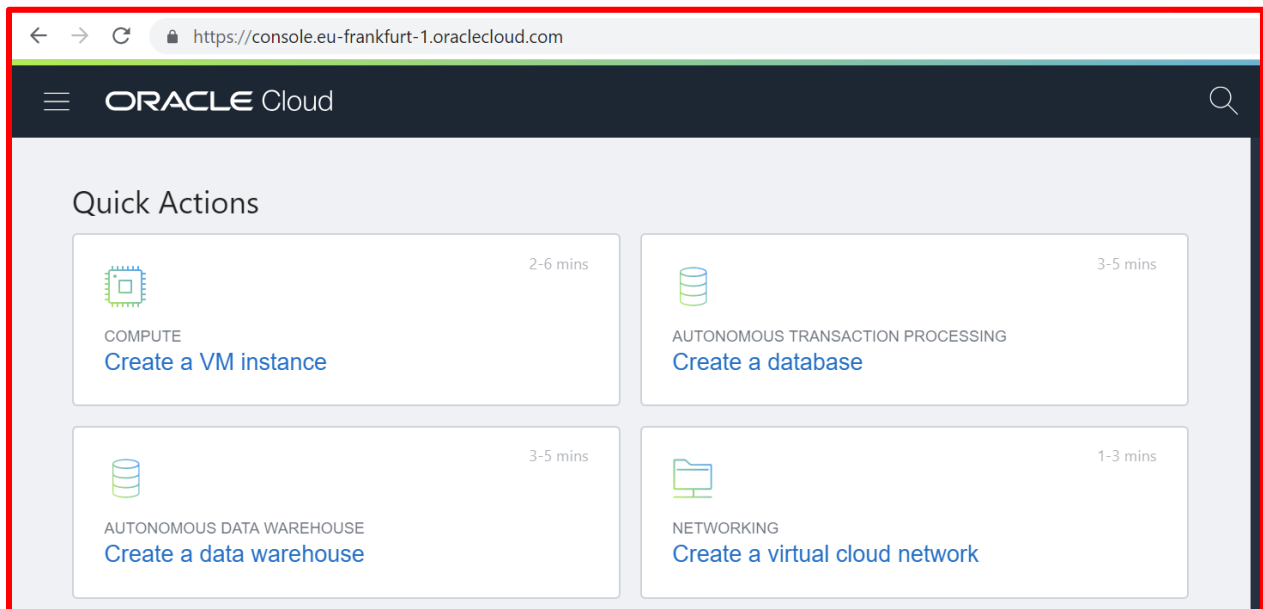 https://console.eu-frankfurt-1.oraclecloud.com
ORACLE Cloud
Quick Actions
2-6 mins
COMPUTE
Create a VM instance
3-5 mins
AUTONOMOUS TRANSACTION PROCESSING
Create a database
3-5 mins
AUTONOMOUS DATA WAREHOUSE
Create a data warehouse
1-3 mins
NETWORKING
Create a virtual cloud network